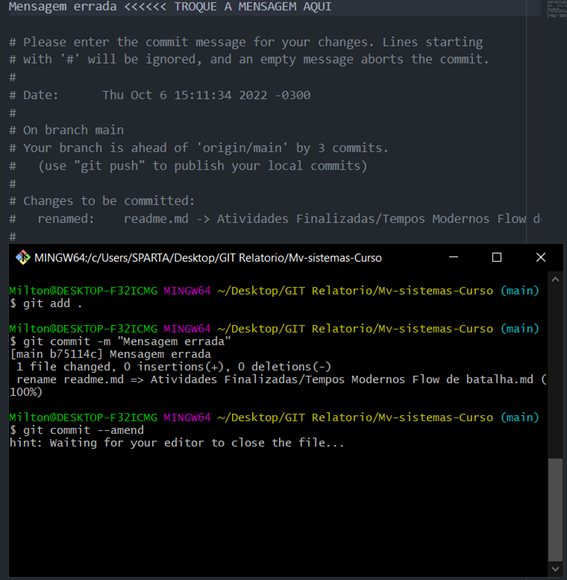 Mensagem errada <<<<<< TROQUE A MENSAGEM AQUI
# Please enter the commit message for your changes. Lines starting
# with '#' will be ignored, and an empty message aborts the commit.
#
# Date:      Thu Oct 6 15:11:34 2022 -0300
#
# On branch main
# Your branch is ahead of 'origin/main' by 3 commits.
#   (use "git push" to publish your local commits)
#
# Changes to be committed:
#   renamed:    readme.md -> Atividades Finalizadas/Tempos Modernos Flow de
#
MINGW64:/c/Users/SPARTA/Desktop/GIT Relatorio/Mv-sistemas-Curso
Milton@DESKTOP-F32ICMG MINGW64 ~/Desktop/GIT Relatorio/Mv-sistemas-Curso (main)
$ git add .
Milton@DESKTOP-F32ICMG MINGW64 ~/Desktop/GIT Relatorio/Mv-sistemas-Curso (main)
$ git commit -m "Mensagem errada"
[main b75114c] Mensagem errada
 1 file changed, 0 insertions(+), 0 deletions(-)
 rename readme.md => Atividades Finalizadas/Tempos Modernos Flow de batalha.md (
100%)
Milton@DESKTOP-F32ICMG MINGW64 ~/Desktop/GIT Relatorio/Mv-sistemas-Curso (main)
$ git commit --amend
hint: Waiting for your editor to close the file...